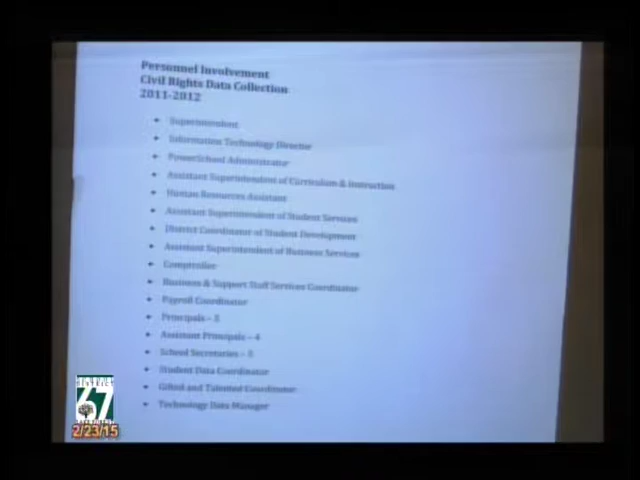 Personnel Involvement
Civil Rights Data Collection
2011-2012
Superintendent
Information Technology Director
PowerSchool Administrator
Assistant Superintendent of Curriculum & Instruction
Human Resources Assistant
Assistant Superintendent of Student Services
District Coordinator of Student Development
Assistant Superintendent of Business Services
Comptroller
Business & Support Staff Services Coordinator
Payroll Coordinator
Principals –
Assistant Principals – 4
School Secretaries –
Student Data Coordinator
Gifted and Talented Coordinator
Technology Data Manager
DISTRICT
67
2/23/15